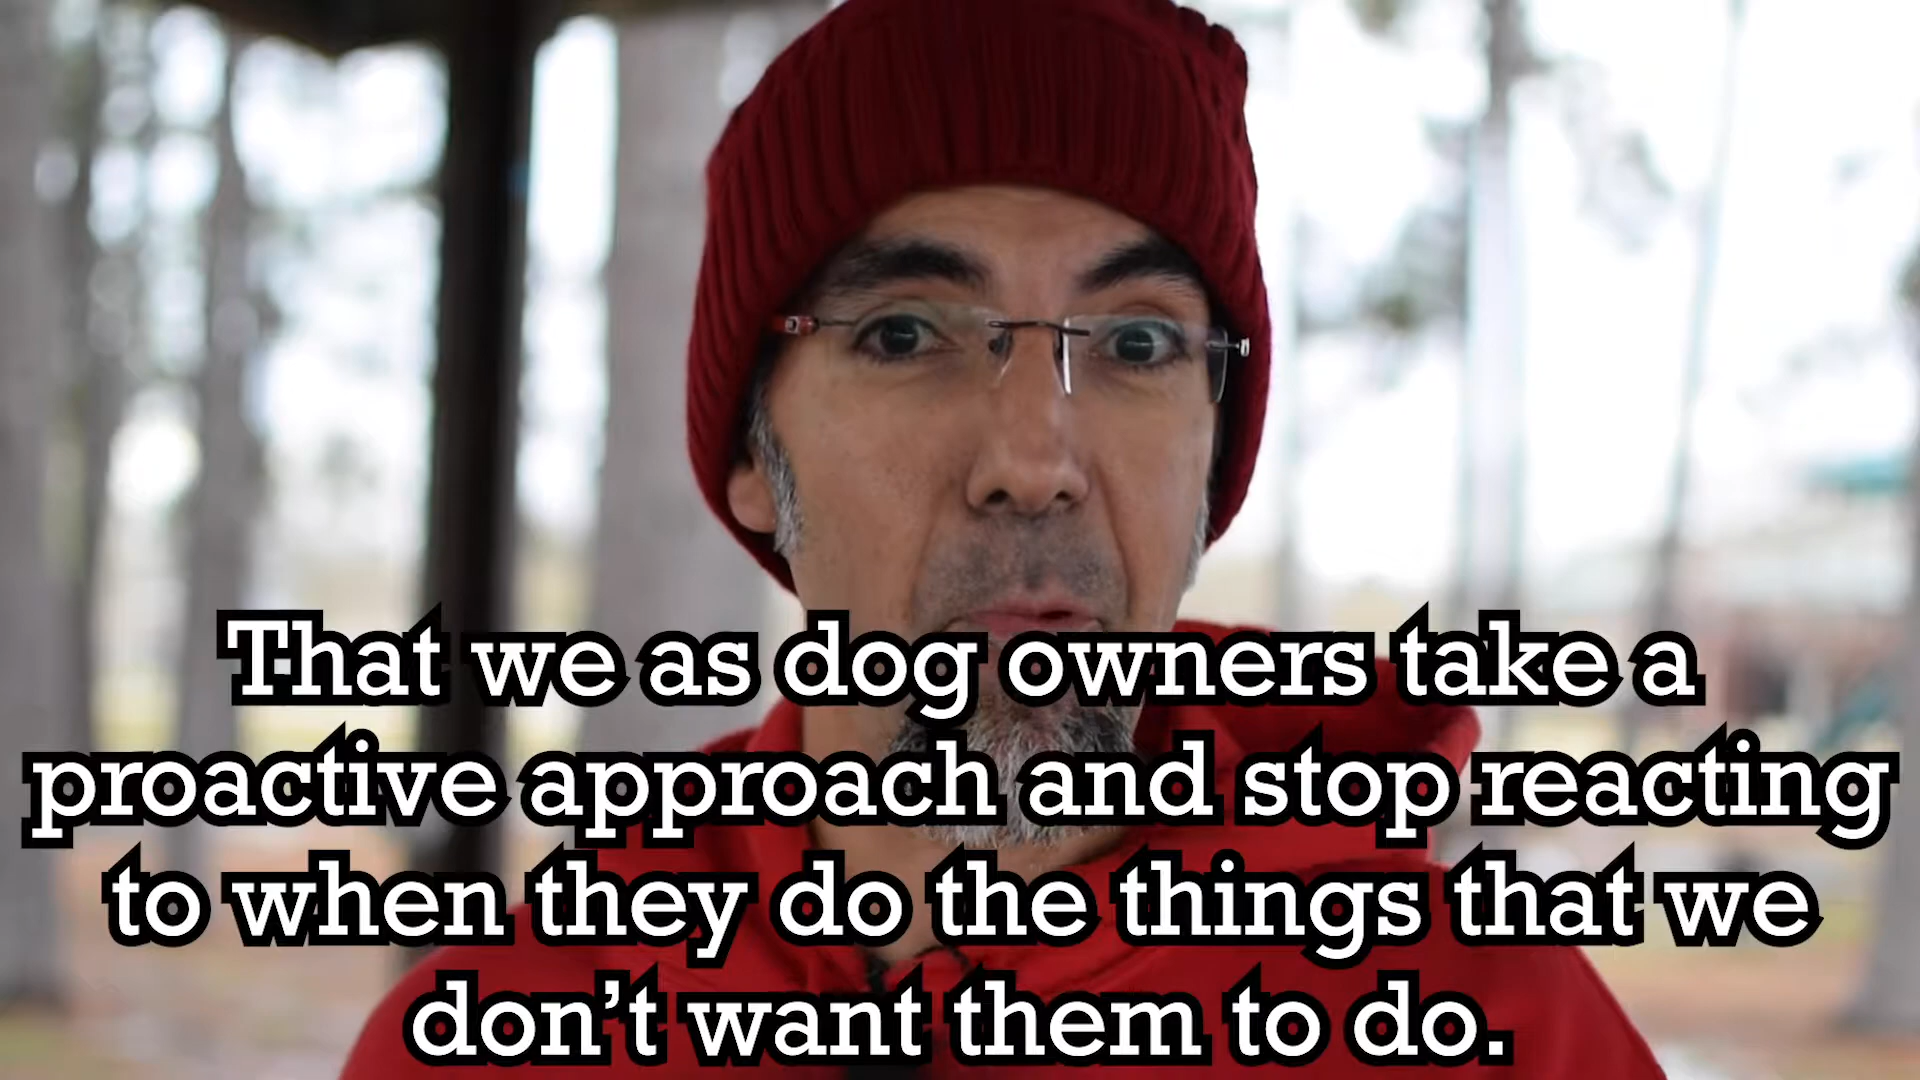 That we as dog owners take a
proactive approach and stop reacting
to when they do the things that we
don’t want them to do.